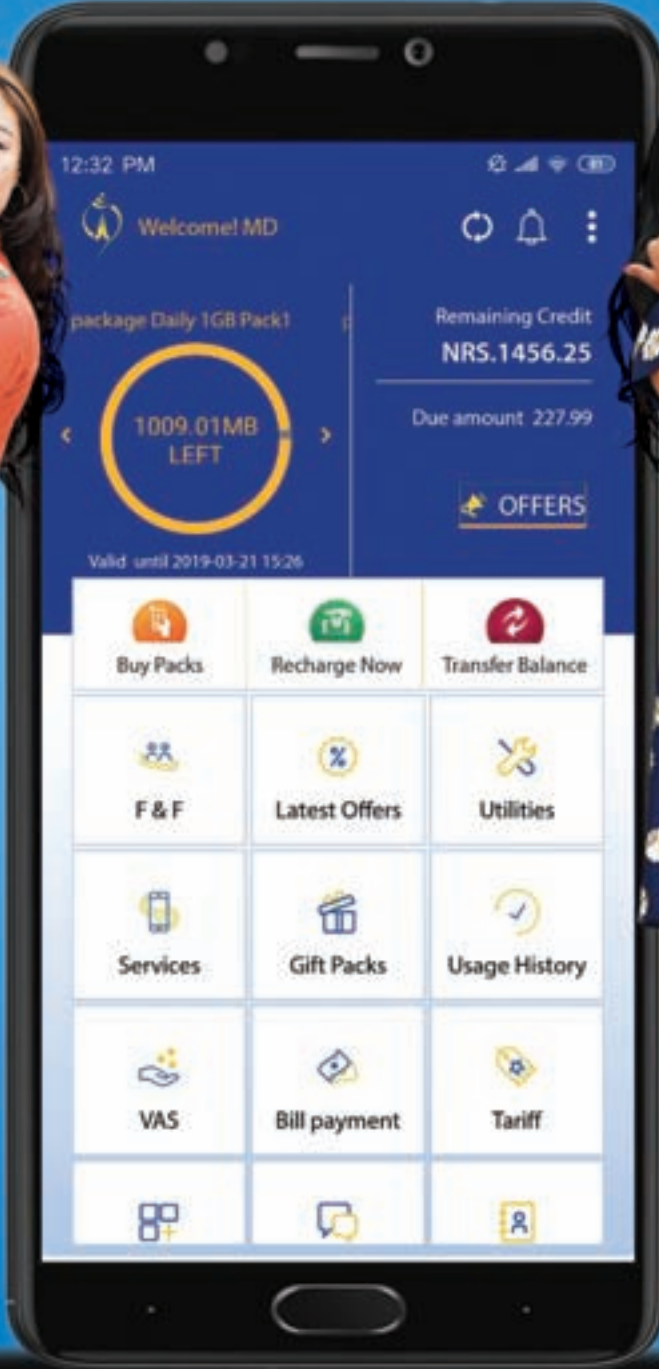 12:32 PM
Welcome! MD
package Daily 1GB Pack1
1009.01MB
LEFT
Valid until 2019-03-21 15:26
Remaining Credit
NRS.1456.25
Due amount 227.99
OFFERS
Buy Packs Recharge Now Transfer Balance
F & F Latest Offers Utilities
Services Gift Packs Usage History
VAS Bill payment Tariff